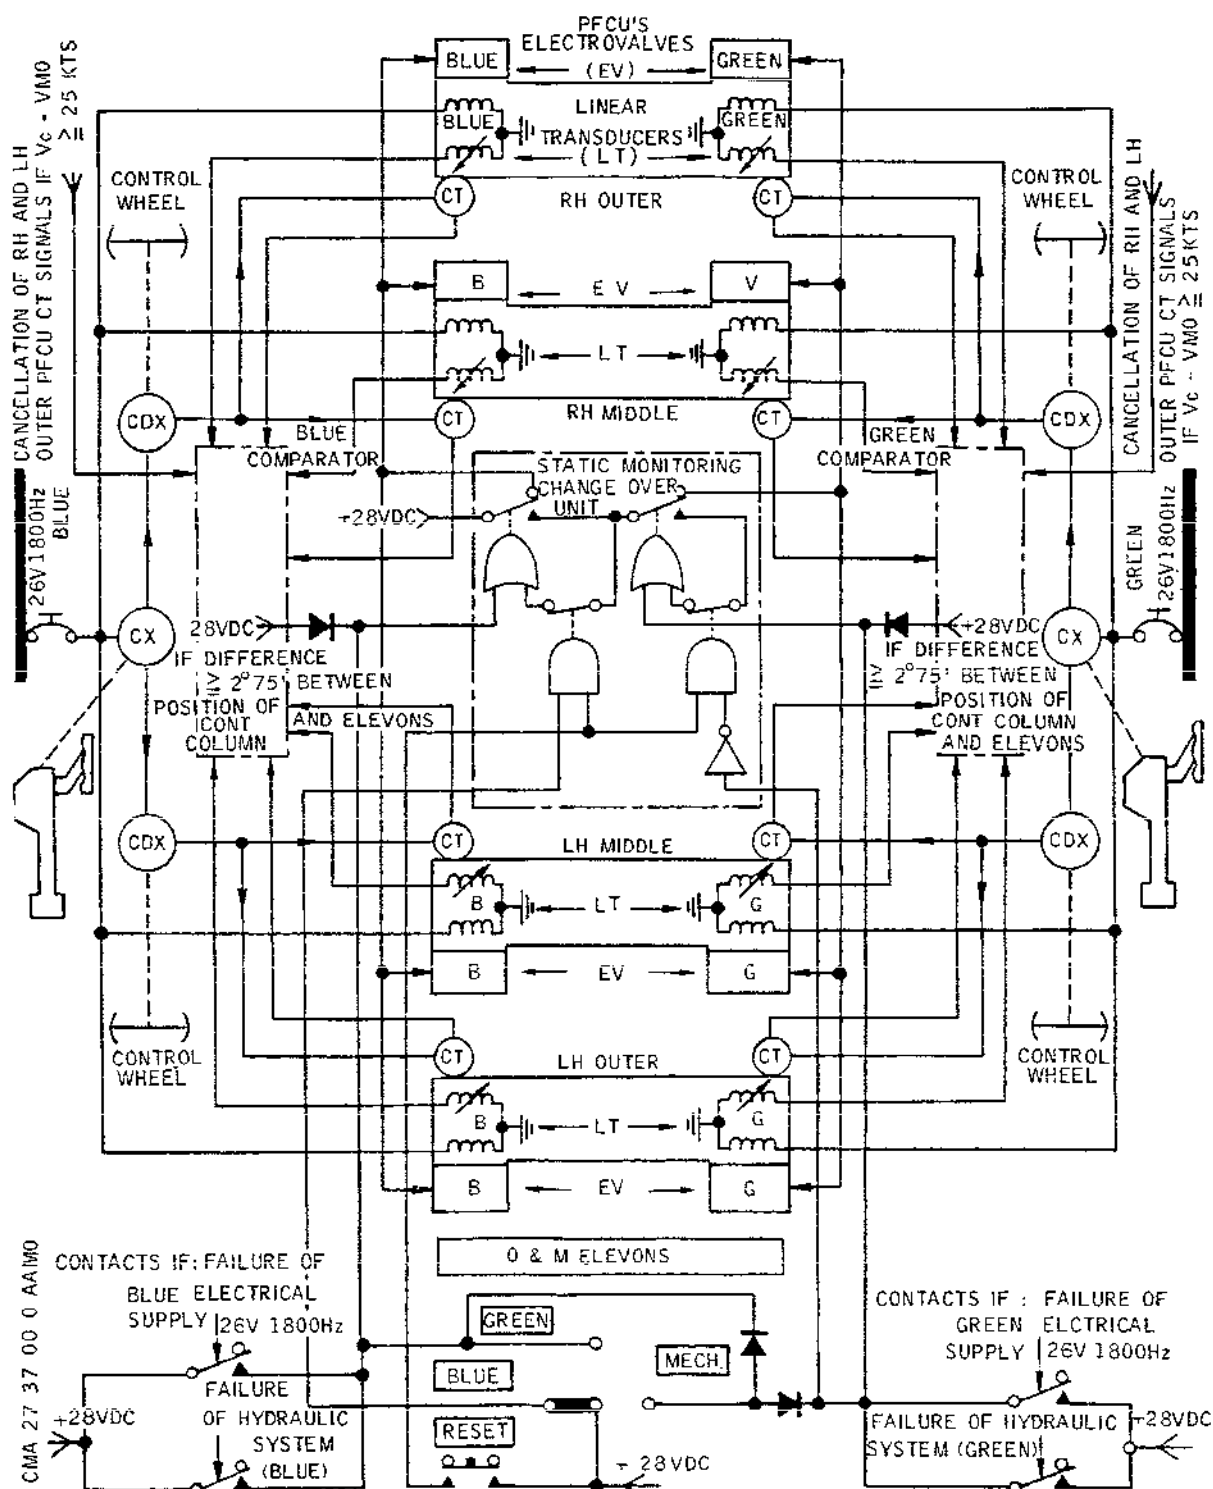 PFCU'S
ELECTROVALVES
BLUE
(EV)
GREEN
CANCELLATION OF RH AND LH
OUTER PFCU CT SIGNALS IF Vc - VMO
>= 25 KTS
BLUE
LINEAR
TRANSDUCERS
(LT)
GREEN
CONTROL
WHEEL
CT
RH OUTER
CT
CONTROL
WHEEL
CANCELLATION OF RH AND LH
OUTER PFCU CT SIGNALS
IF Vc - VMO >= 25KTS
B
EV
V
LT
CDX
CT
RH MIDDLE
CT
CDX
BLUE
COMPARATOR
GREEN
COMPARATOR
STATIC MONITORING
CHANGE OVER
UNIT
+28VDC
26V 1800Hz
BLUE
GREEN
26V 1800Hz
CX
28VDC
IF DIFFERENCE
≥ 2°75' BETWEEN
POSITION OF
CONT
COLUMN
AND ELEVONS
+28VDC
IF DIFFERENCE
≥ 2°75' BETWEEN
POSITION OF
CONT COLUMN
AND ELEVONS
CX
CDX
CT
LH MIDDLE
CT
CDX
B
LT
G
B
EV
G
CONTROL
WHEEL
CT
LH OUTER
CT
CONTROL
WHEEL
B
LT
G
B
EV
G
O & M ELEVONS
CONTACTS IF: FAILURE OF
BLUE ELECTRICAL
SUPPLY 26V 1800Hz
FAILURE
OF HYDRAULIC
SYSTEM
(BLUE)
+28VDC
GREEN
BLUE
MECH.
RESET
+ 28VDC
CONTACTS IF : FAILURE OF
GREEN ELCTRICAL
SUPPLY 26V 1800Hz
FAILURE OF HYDRAULIC
SYSTEM (GREEN)
+28VDC
CMA 27 37 00 0 AAMO